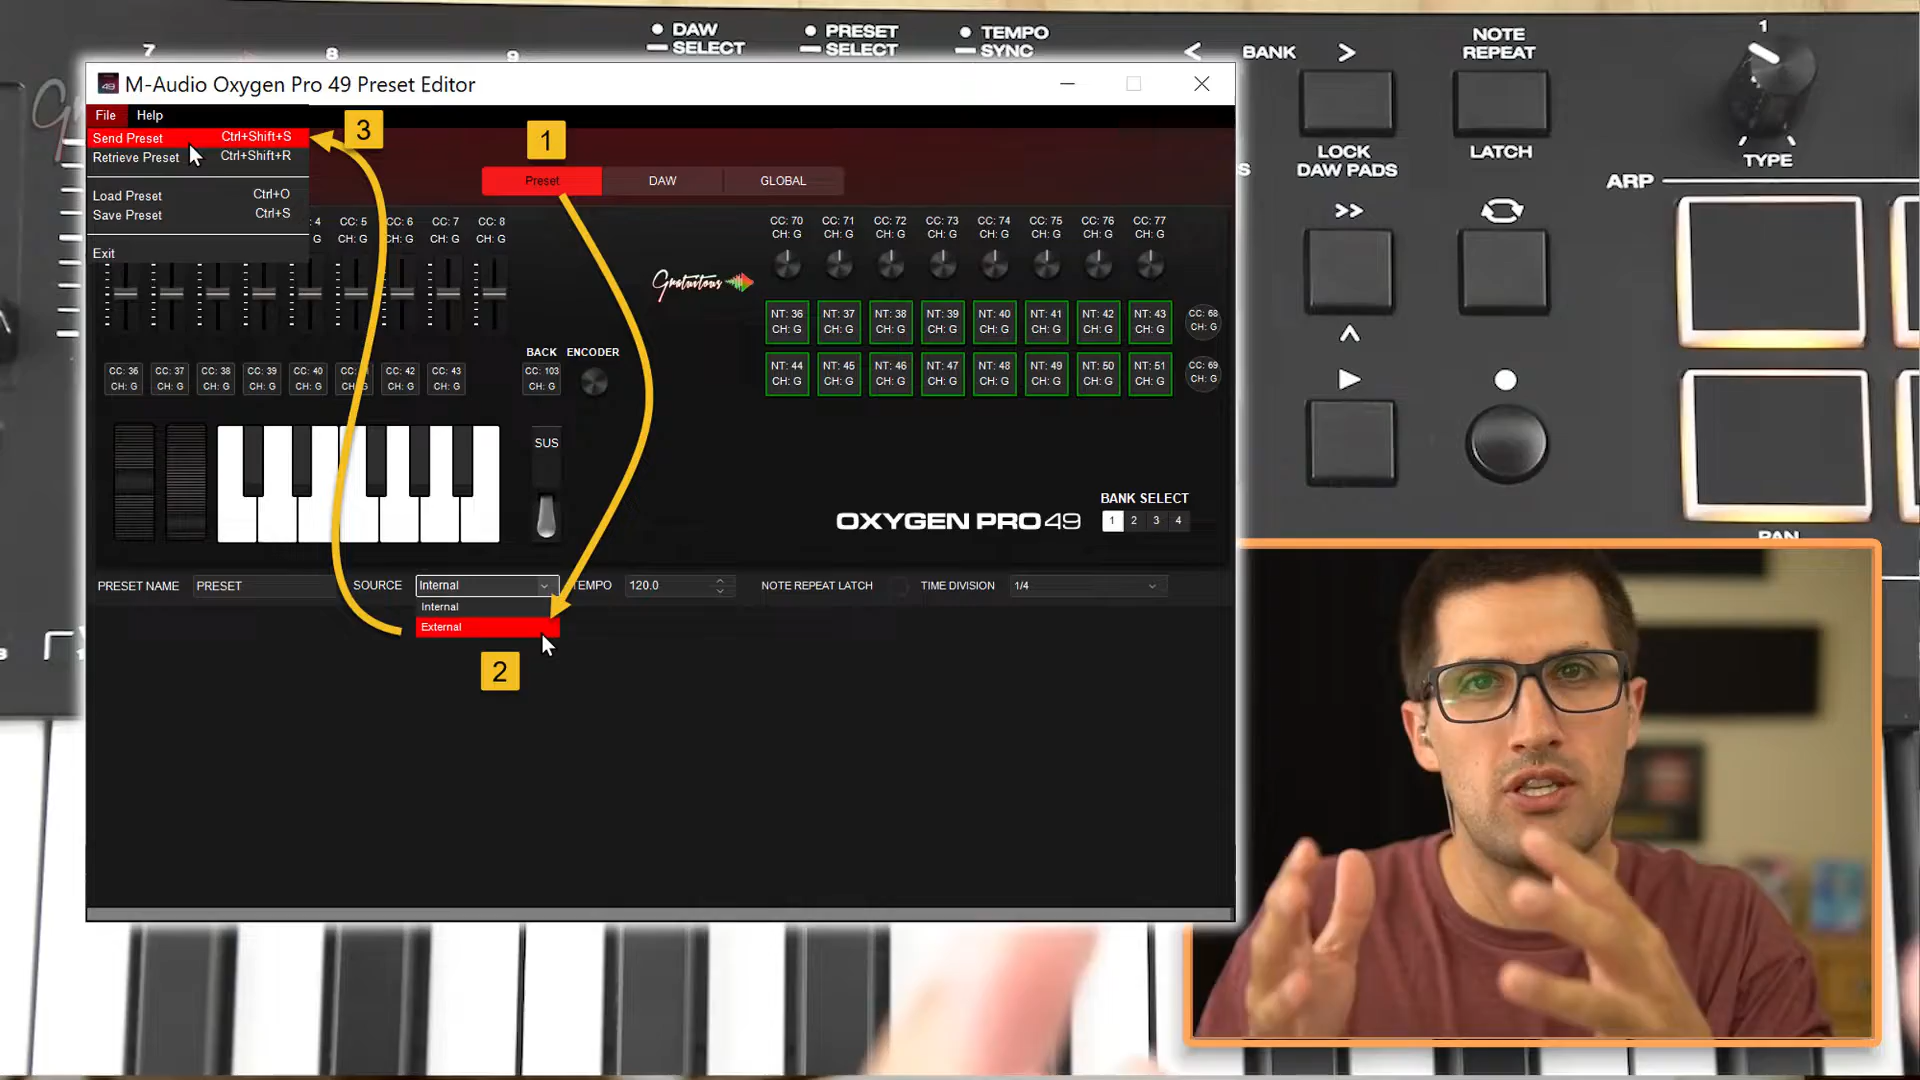 7
8
9
DAW
SELECT
PRESET
SELECT
TEMPO
SYNC
< BANK >
NOTE
REPEAT
1
LOCK
DAW PADS
LATCH
TYPE
ARP
PAN
M-Audio Oxygen Pro 49 Preset Editor
File Help
Send Preset Ctrl+Shift+S
Retrieve Preset Ctrl+Shift+R
Load Preset Ctrl+O
Save Preset Ctrl+S
Exit
3
1
Preset DAW GLOBAL
4 CC: 5 CC: 6 CC: 7 CC: 8
G CH: G CH: G CH: G CH: G
CC: 70 CC: 71 CC: 72 CC: 73 CC: 74 CC: 75 CC: 76 CC: 77
CH: G CH: G CH: G CH: G CH: G CH: G CH: G CH: G
Gratuitous
NT: 36 NT: 37 NT: 38 NT: 39 NT: 40 NT: 41 NT: 42 NT: 43 CC: 68
CH: G CH: G CH: G CH: G CH: G CH: G CH: G CH: G CH: G
NT: 44 NT: 45 NT: 46 NT: 47 NT: 48 NT: 49 NT: 50 NT: 51 CC: 69
CH: G CH: G CH: G CH: G CH: G CH: G CH: G CH: G CH: G
BACK ENCODER
CC: 36 CC: 37 CC: 38 CC: 39 CC: 40 CC: 42 CC: 43 CC: 103
CH: G CH: G CH: G CH: G CH: G CH: G CH: G CH: G CH: G
SUS
BANK SELECT
OXYGEN PRO 49 1 2 3 4
PRESET NAME PRESET SOURCE Internal TEMPO 120.0 NOTE REPEAT LATCH TIME DIVISION 1/4
Internal
External
2